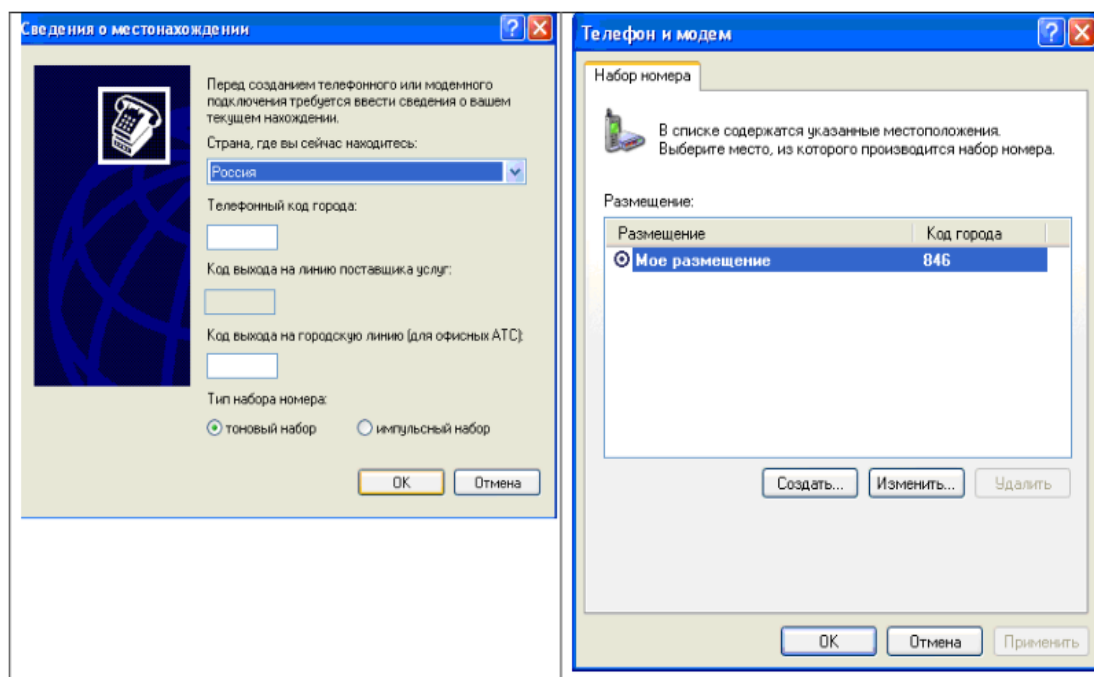 Сведения о местонахождении
Перед созданием телефонного или модемного
подключения требуется ввести сведения о вашем
текущем нахождении.
Страна, где вы сейчас находитесь:
Россия
Телефонный код города:
Код выхода на линию поставщика услуг:
Код выхода на городскую линию (для офисных АТС):
Тип набора номера:
тоновый набор импульсный набор
OK Отмена
Телефон и модем
Набор номера
В списке содержатся указанные местоположения.
Выберите место, из которого производится набор номера.
Размещение:
Размещение Код города
Мое размещение 846
Создать... Изменить... Удалить
OK Отмена Применить